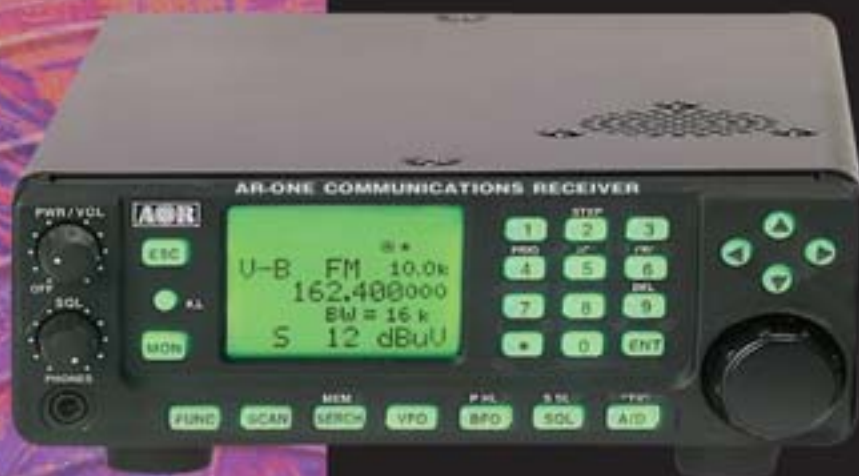 AR-ONE COMMUNICATIONS RECEIVER
PWR / VOL
AOR
OFF
SQL
PHONES
ESC
MON
V-B FM 10.0k
162.400000
BW = 16 k
S 12 dBuV
STEP
1 2 3
4 5 6
DEL
7 8 9
0 ENT
MEM
FUNC SCAN SERCH VFO BFO SQL A/D